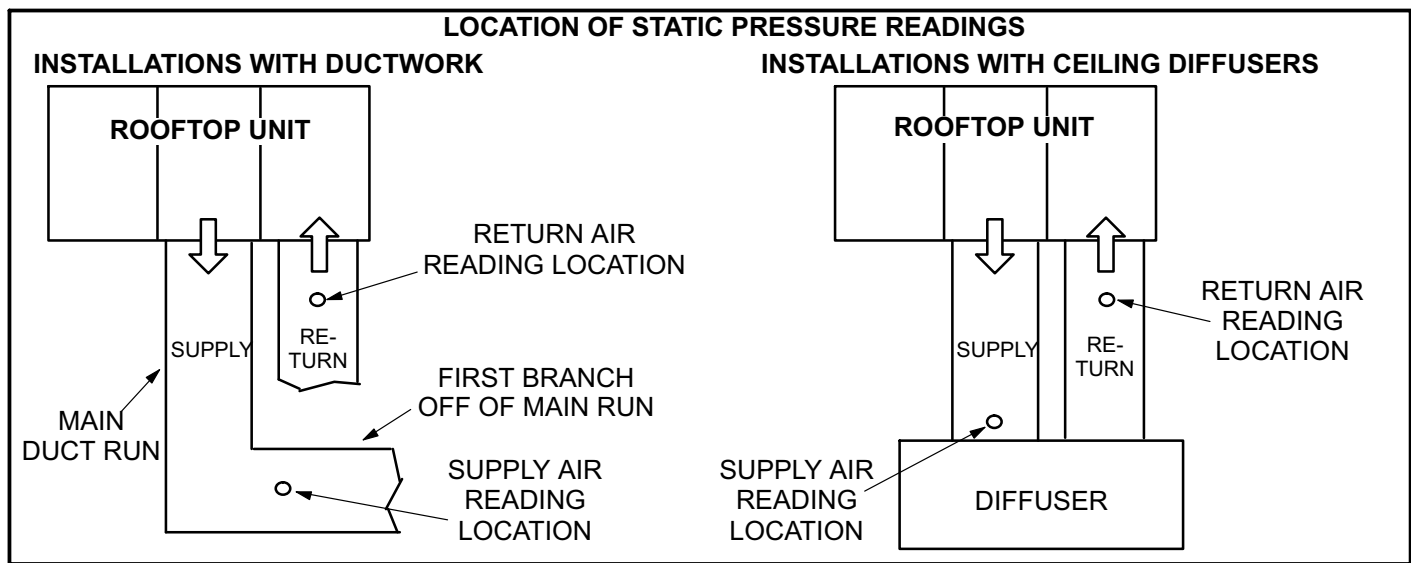 LOCATION OF STATIC PRESSURE READINGS
INSTALLATIONS WITH DUCTWORK
ROOFTOP UNIT
RETURN AIR
READING LOCATION
SUPPLY
RE-
TURN
MAIN
DUCT RUN
FIRST BRANCH
OFF OF MAIN RUN
SUPPLY AIR
READING
LOCATION
INSTALLATIONS WITH CEILING DIFFUSERS
ROOFTOP UNIT
RETURN AIR
READING
LOCATION
SUPPLY
RE-
TURN
SUPPLY AIR
READING
LOCATION
DIFFUSER